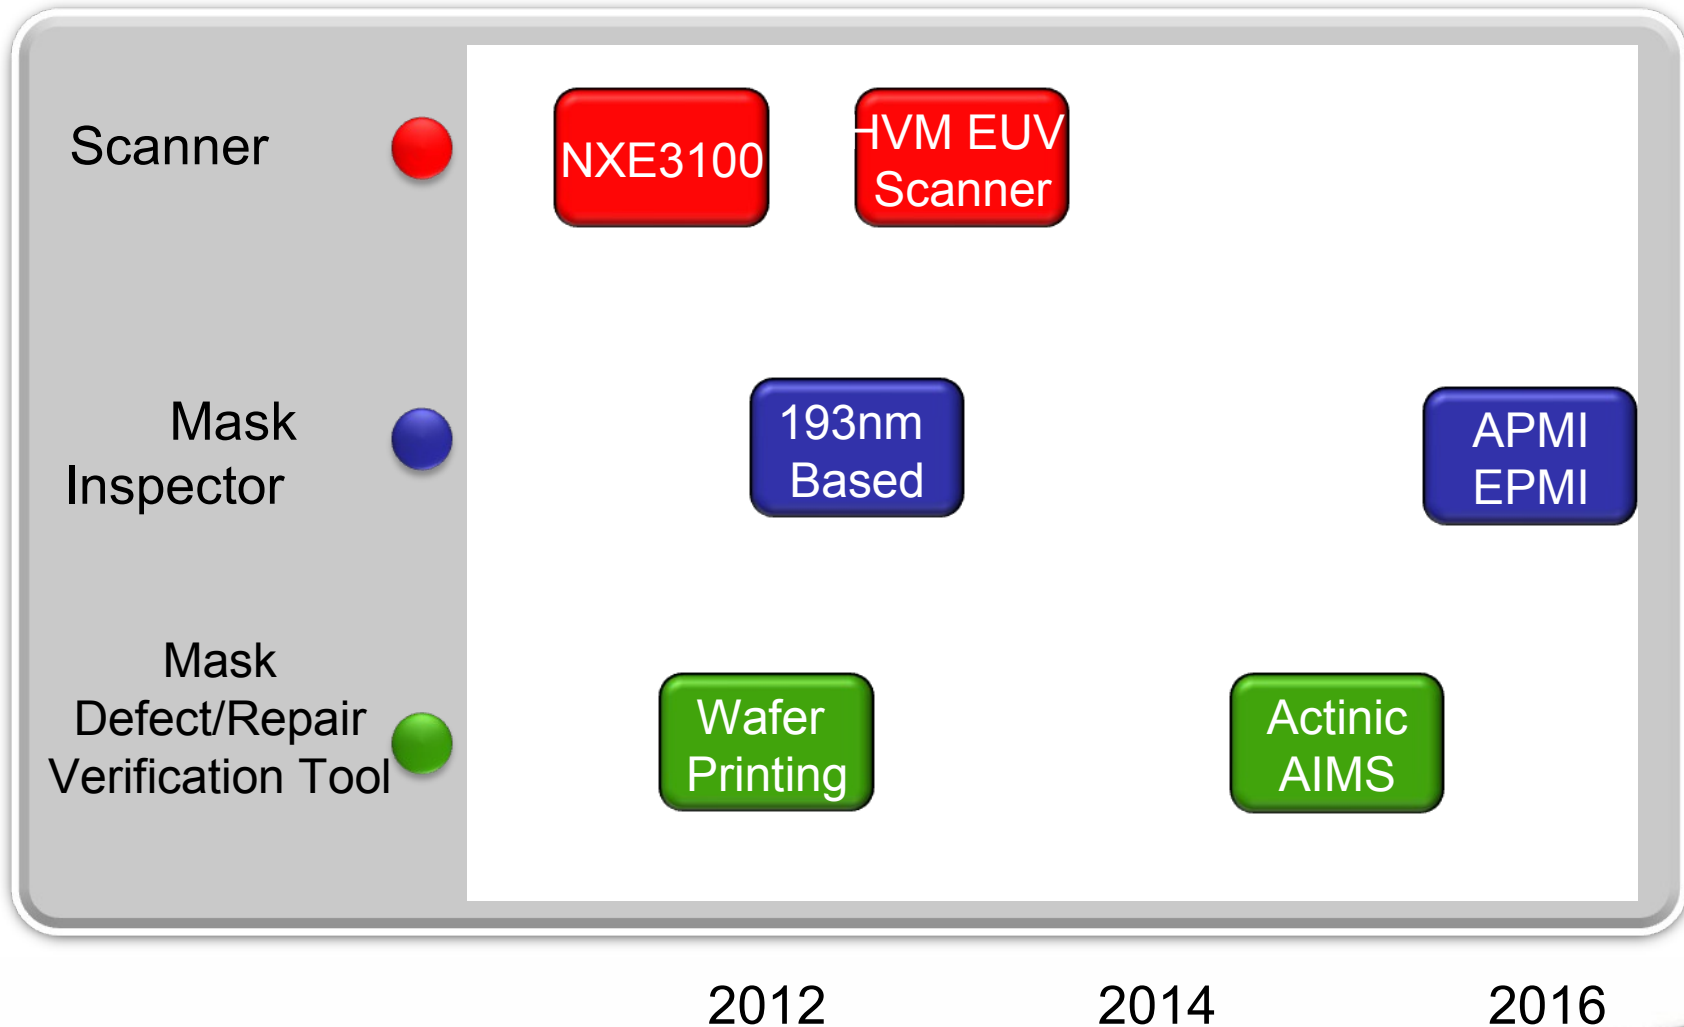 Scanner
NXE3100
HVM EUV
Scanner
Mask
Inspector
193nm
Based
APMI
EPMI
Mask
Defect/Repair
Verification Tool
Wafer
Printing
Actinic
AIMS
2012
2014
2016